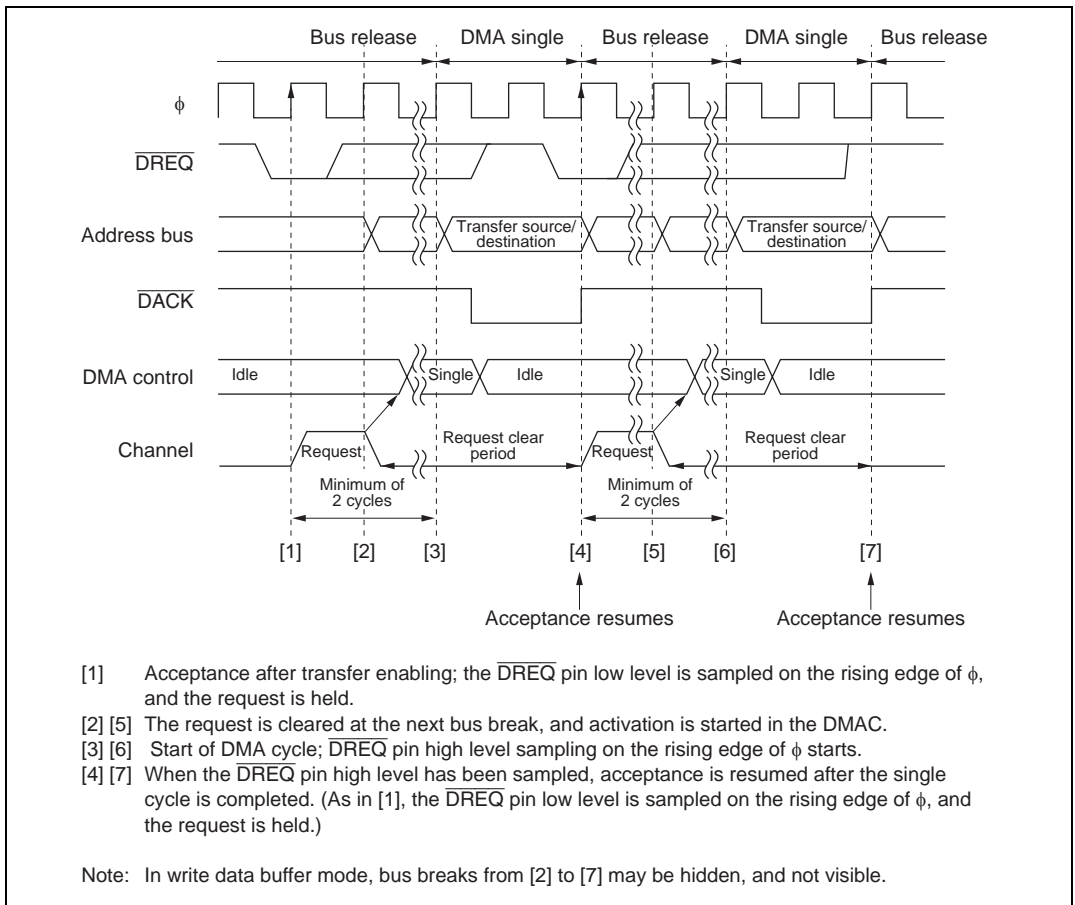 Bus release DMA single Bus release DMA single Bus release
φ
DREQ
Address bus
Transfer source/ Transfer source/
destination destination
DACK
DMA control Idle Single Idle Single Idle
Channel Request Request clear Request Request clear
period period
Minimum of Minimum of
2 cycles 2 cycles
[1] [2] [3] [4] [5] [6] [7]
Acceptance resumes Acceptance resumes
[1] Acceptance after transfer enabling; the DREQ pin low level is sampled on the rising edge of φ,
and the request is held.
[2] [5] The request is cleared at the next bus break, and activation is started in the DMAC.
[3] [6] Start of DMA cycle; DREQ pin high level sampling on the rising edge of φ starts.
[4] [7] When the DREQ pin high level has been sampled, acceptance is resumed after the single
cycle is completed. (As in [1], the DREQ pin low level is sampled on the rising edge of φ, and
the request is held.)
Note: In write data buffer mode, bus breaks from [2] to [7] may be hidden, and not visible.